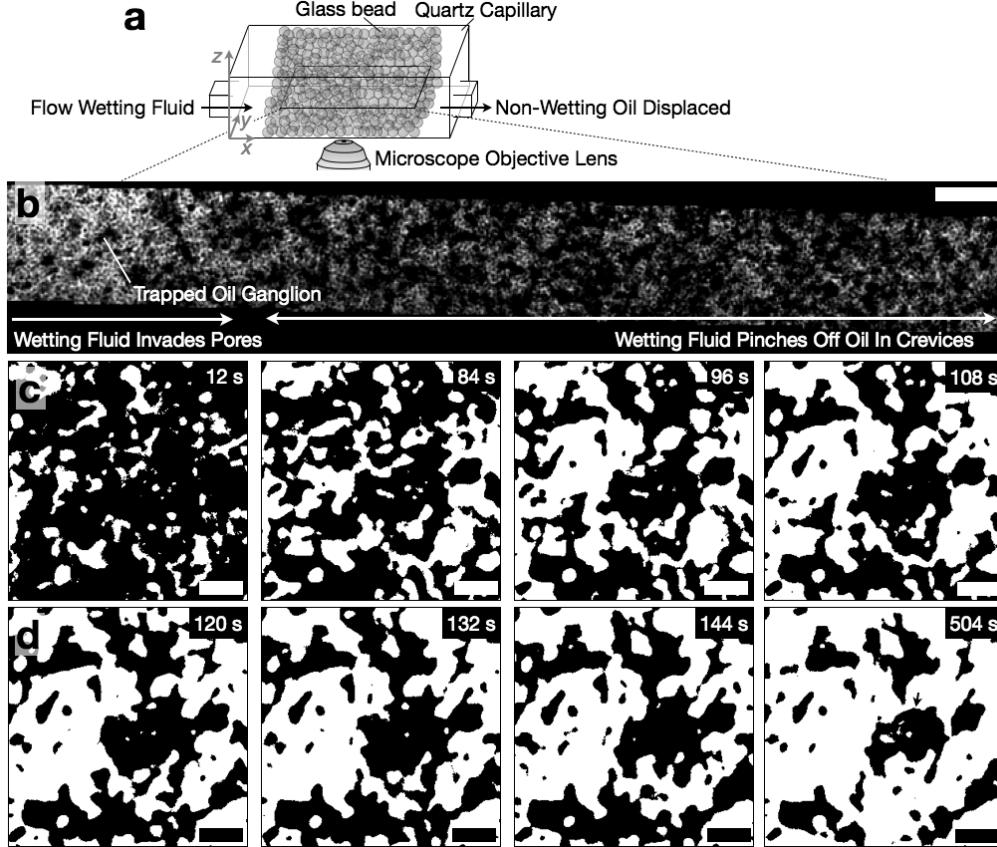 a
Glass bead
Quartz Capillary
z
Flow Wetting Fluid
Non-Wetting Oil Displaced
y
x
Microscope Objective Lens
b
Trapped Oil Ganglion
Wetting Fluid Invades Pores
Wetting Fluid Pinches Off Oil In Crevices
c
12 s
84 s
96 s
108 s
d
120 s
132 s
144 s
504 s